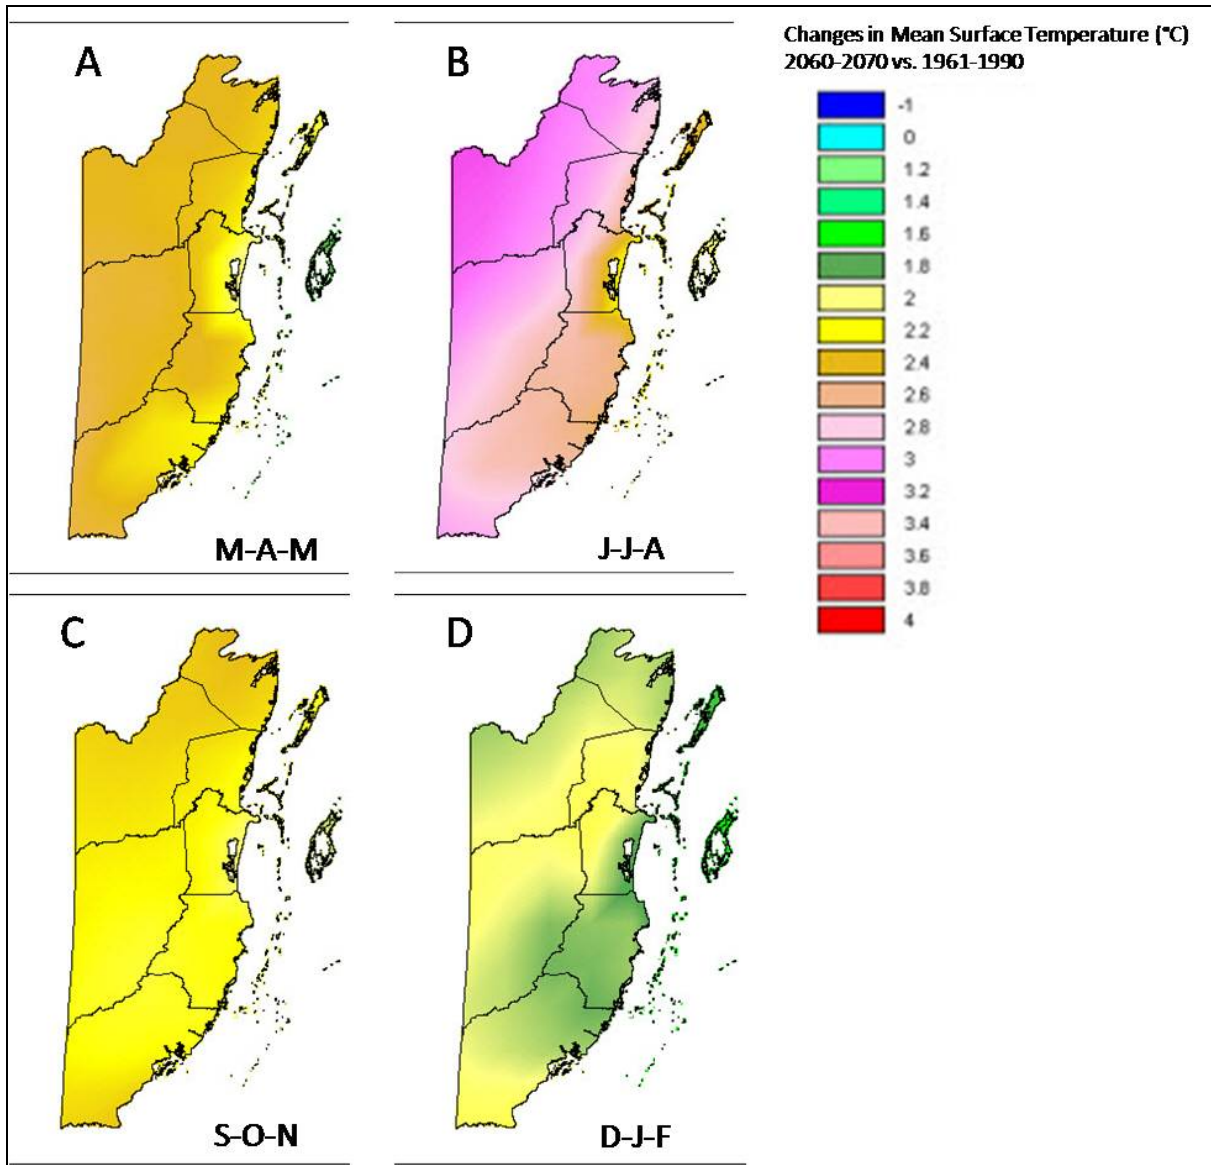 A
B
Changes in Mean Surface Temperature (°C)
2060-2070 vs. 1961-1990
-1
0
1.2
1.4
1.6
1.8
2
2.2
2.4
2.6
2.8
3
3.2
3.4
3.6
3.8
4
M-A-M
J-J-A
C
D
S-O-N
D-J-F